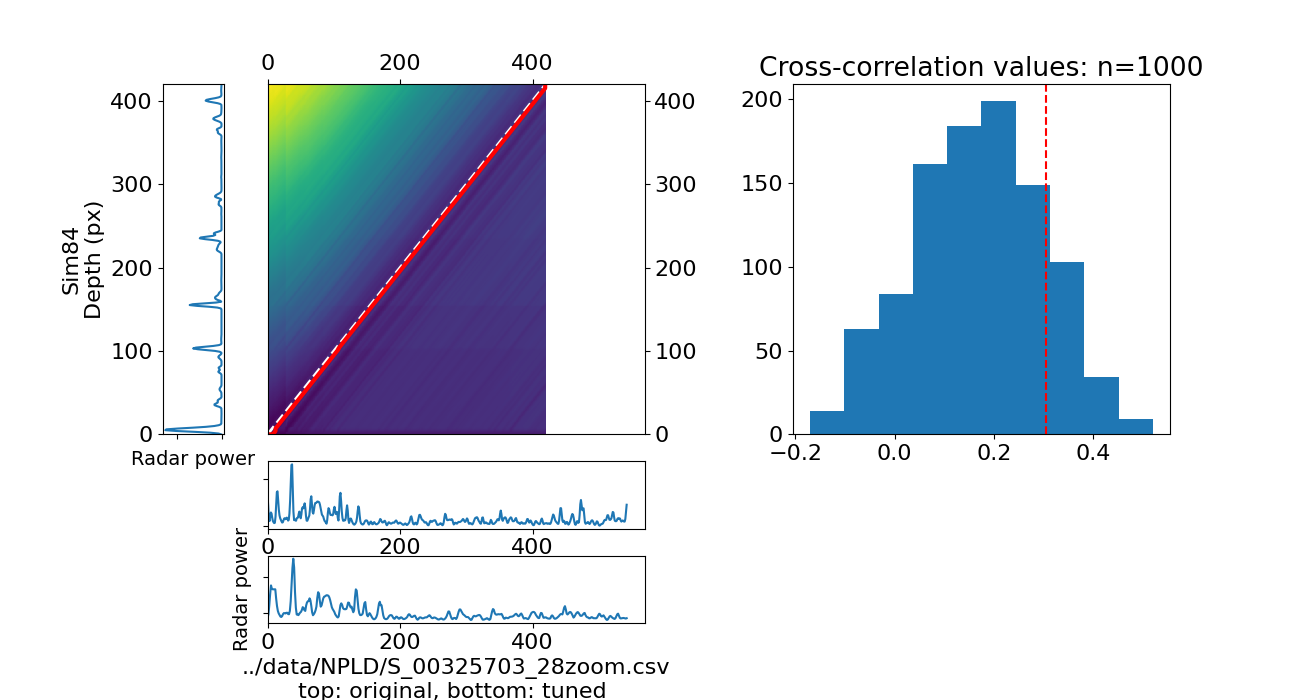 0 200 400
Cross-correlation values: n=1000
400
300
200
100
0
Sim84
Depth (px)
Radar power
400
300
200
100
0
200
150
100
50
0
−0.2 0.0 0.2 0.4
0 200 400
Radar power
0 200 400
../data/NPLD/S_00325703_28zoom.csv
top: original, bottom: tuned